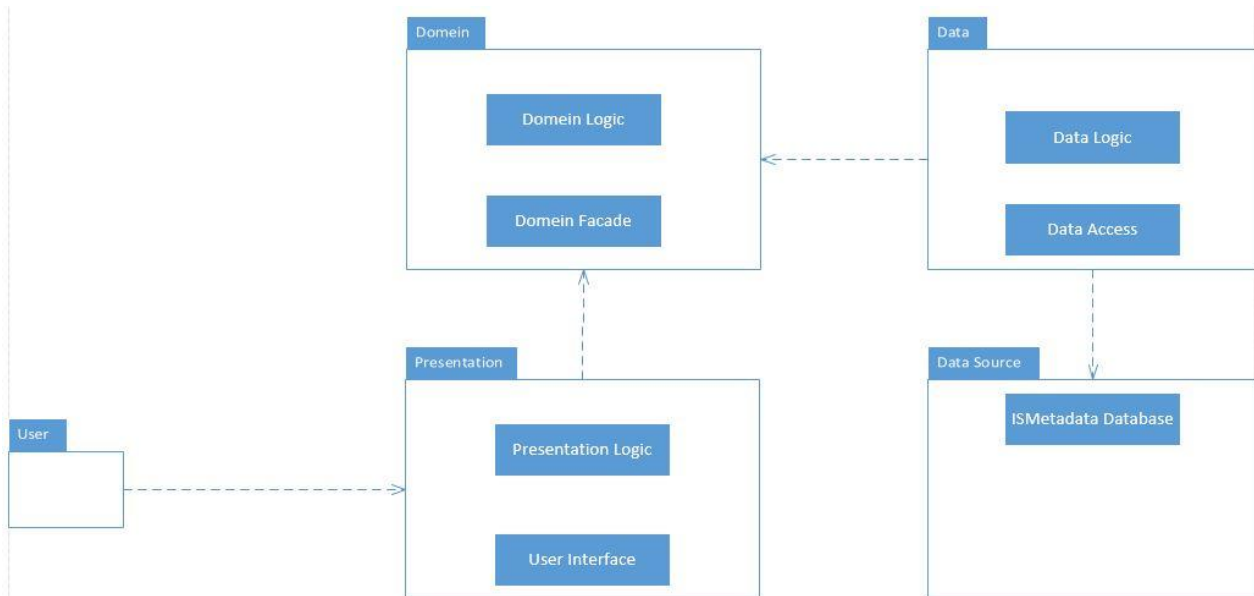 Domein
Domein Logic
Domein Facade
Data
Data Logic
Data Access
Presentation
Presentation Logic
User Interface
Data Source
ISMetadata Database
User